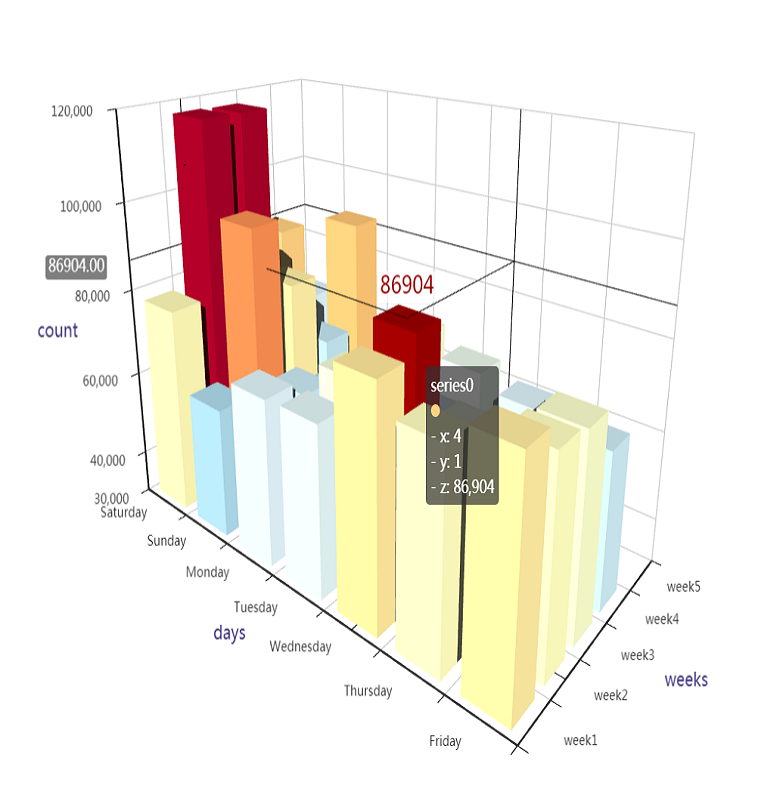 120,000
100,000
86904.00
80,000
60,000
40,000
30,000
count
86904
series0
- x: 4
- y: 1
- z: 86,904
Saturday
Sunday
Monday
Tuesday
Wednesday
Thursday
Friday
days
week5
week4
week3
week2
week1
weeks